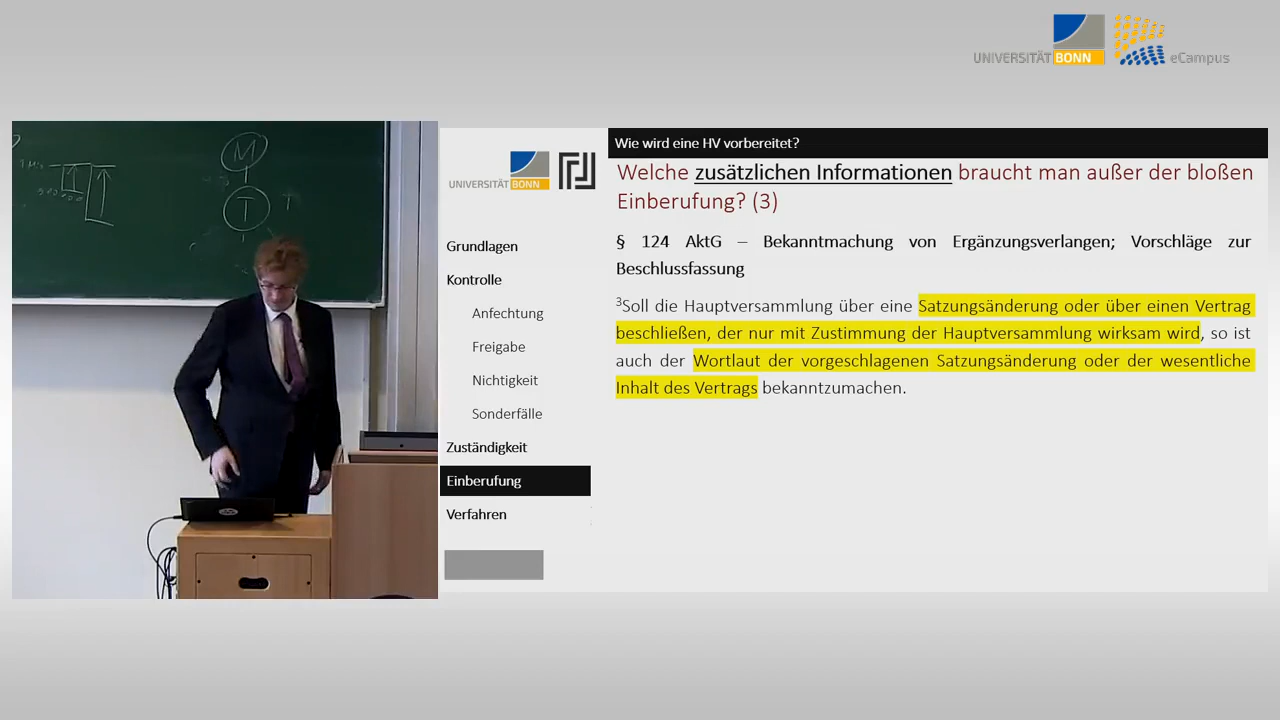 UNIVERSITÄT BONN eCampus
M
T
T
UNIVERSITÄT BONN
Grundlagen
Kontrolle
Anfechtung
Freigabe
Nichtigkeit
Sonderfälle
Zuständigkeit
Einberufung
Verfahren
Wie wird eine HV vorbereitet?
Welche zusätzlichen Informationen braucht man außer der bloßen
Einberufung? (3)
§ 124 AktG – Bekanntmachung von Ergänzungsverlangen; Vorschläge zur
Beschlussfassung
³Soll die Hauptversammlung über eine Satzungsänderung oder über einen Vertrag
beschließen, der nur mit Zustimmung der Hauptversammlung wirksam wird, so ist
auch der Wortlaut der vorgeschlagenen Satzungsänderung oder der wesentliche
Inhalt des Vertrags bekanntzumachen.